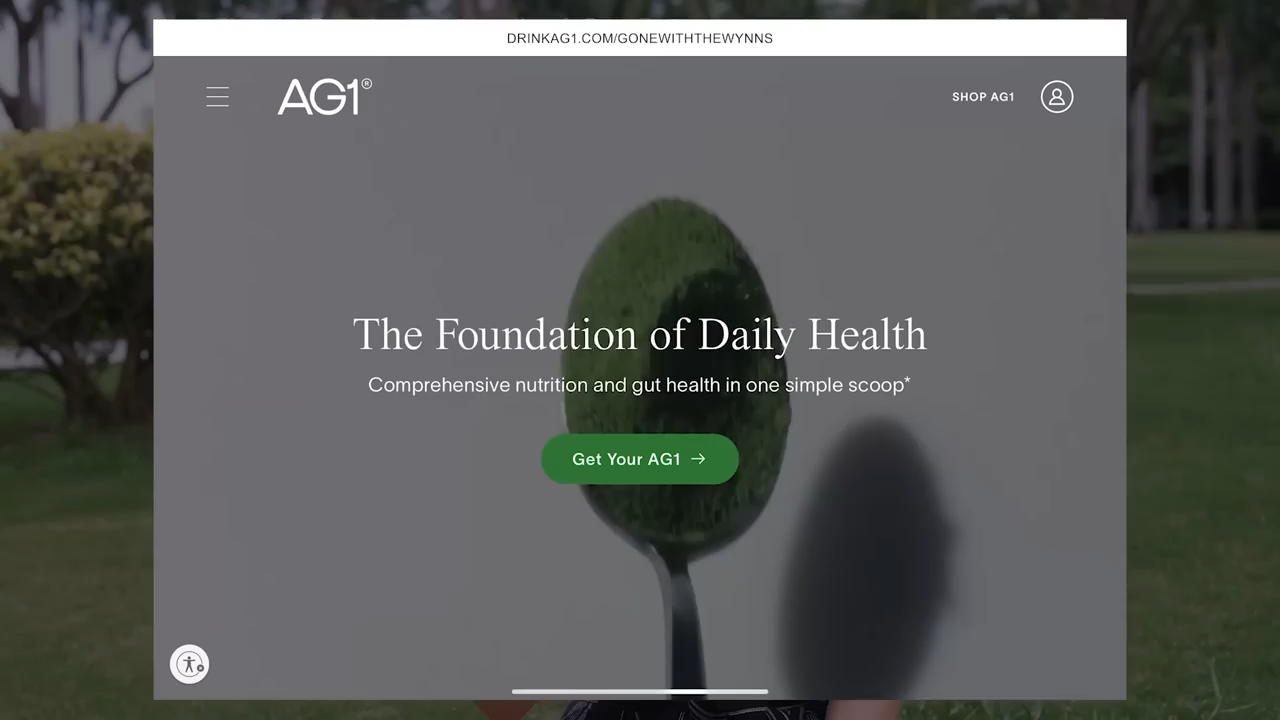 DRINKAG1.COM/GONEWITHTHEWYNNS
AG1®
SHOP AG1
The Foundation of Daily Health
Comprehensive nutrition and gut health in one simple scoop*
Get Your AG1 →